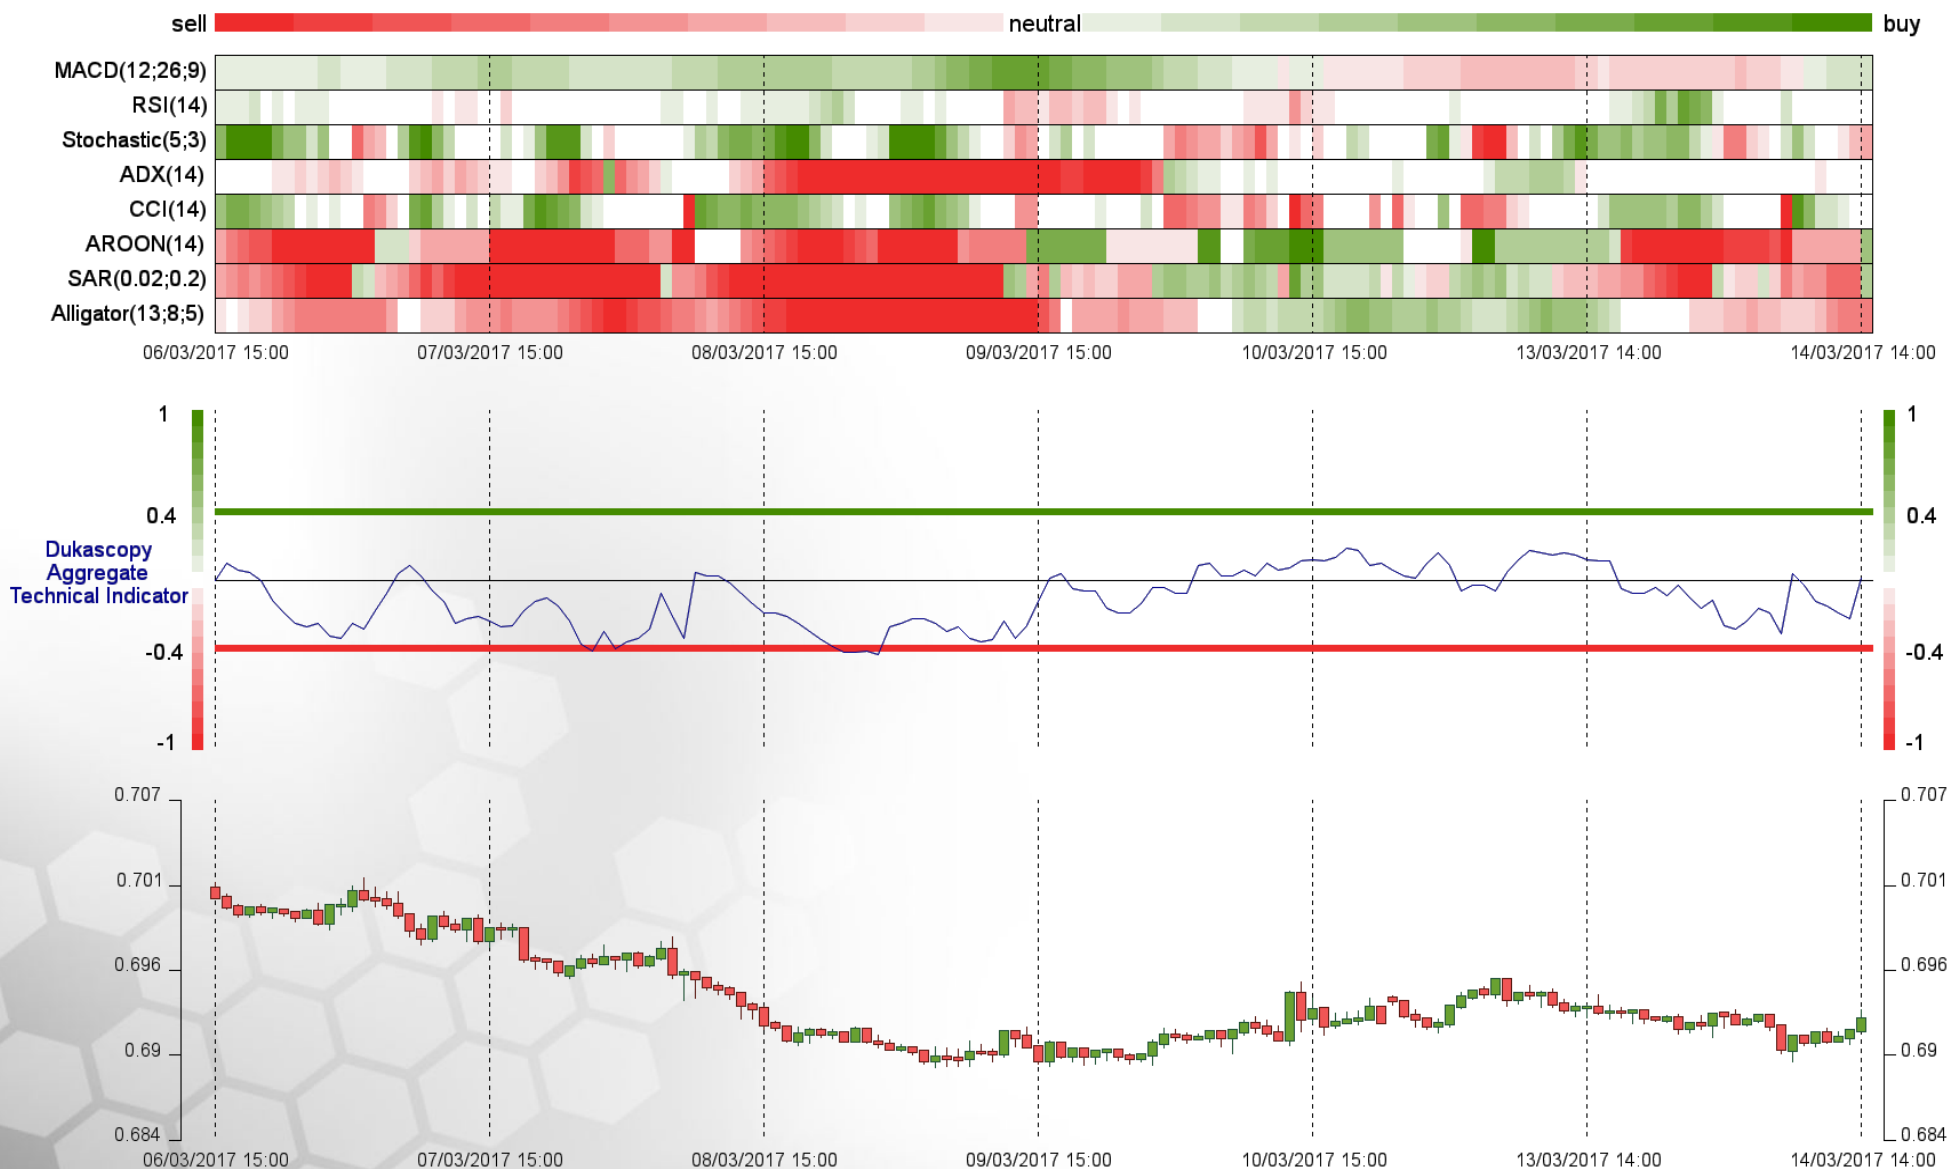 sell neutral buy
MACD(12;26;9)
RSI(14)
Stochastic(5;3)
ADX(14)
CCI(14)
AROON(14)
SAR(0.02;0.2)
Alligator(13;8;5)
06/03/2017 15:00 07/03/2017 15:00 08/03/2017 15:00 09/03/2017 15:00 10/03/2017 15:00 13/03/2017 14:00 14/03/2017 14:00
1 1
0.4 0.4
Dukascopy
Aggregate
Technical Indicator
-0.4 -0.4
-1 -1
0.707 0.707
0.701 0.701
0.696 0.696
0.69 0.69
0.684 0.684
06/03/2017 15:00 07/03/2017 15:00 08/03/2017 15:00 09/03/2017 15:00 10/03/2017 15:00 13/03/2017 14:00 14/03/2017 14:00